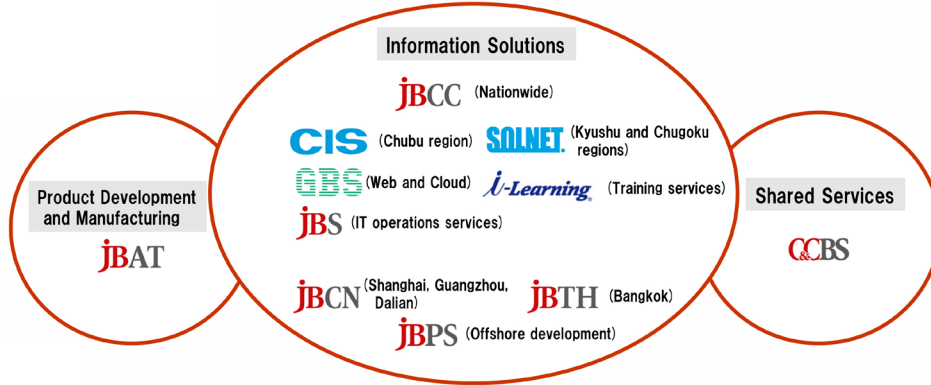 Information Solutions
JBCC (Nationwide)
CIS (Chubu region)
SOLNET. (Kyushu and Chugoku
regions)
GBS (Web and Cloud)
i-Learning® (Training services)
JBS (IT operations services)
JBCN (Shanghai, Guangzhou,
Dalian)
JBTH (Bangkok)
JBPS (Offshore development)
Product Development
and Manufacturing
JBAT
Shared Services
C&CBS